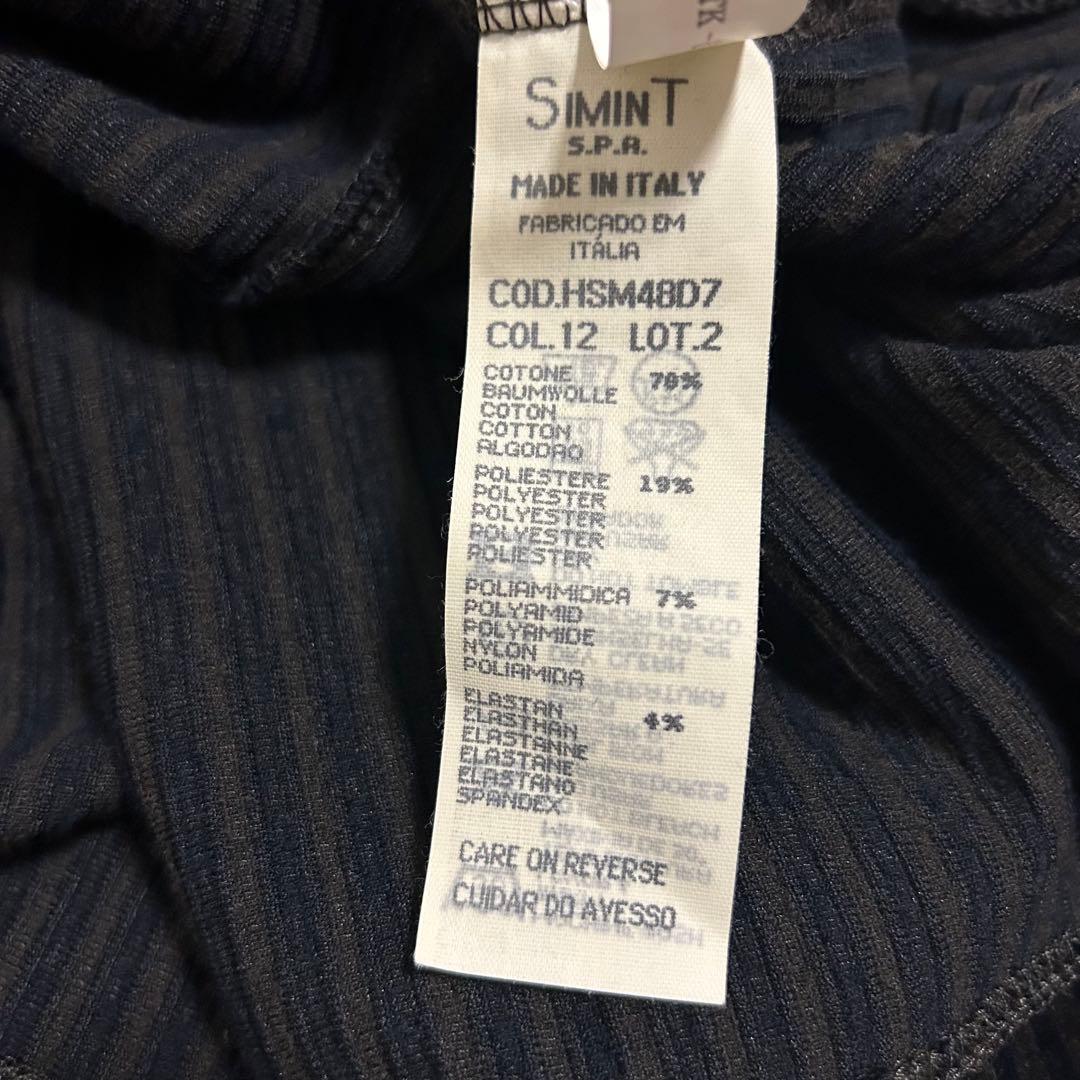 SIMINT
S.P.A.
MADE IN ITALY
FABRICADO EM
ITÁLIA
COD.HSM48D7
COL.12 LOT.2
COTONE 70%
BAUMWOLLE
COTON
COTTON
ALGODAO
POLIESTERE 19%
POLYESTER
POLYESTER
POLYESTER
POLIESTER
POLIAMMIDICA 7%
POLYAMID
POLYAMIDE
NYLON
POLIAMIDA
ELASTAN 4%
ELASTHAN
ELASTANNE
ELASTANE
ELASTANO
SPANDEX
CARE ON REVERSE
CUIDAR DO AVESSO